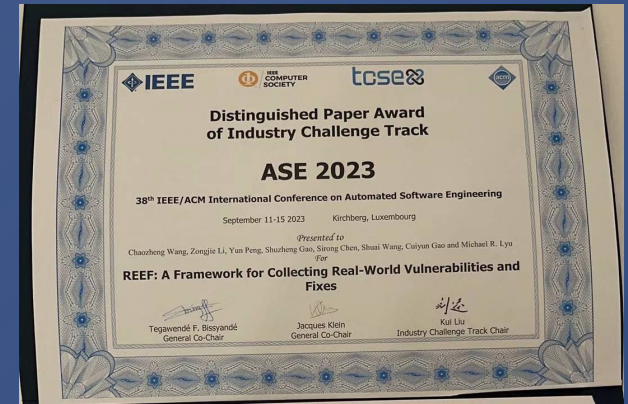 IEEE
IEEE
COMPUTER
SOCIETY
tcse
acm
Distinguished Paper Award
of Industry Challenge Track
ASE 2023
38th IEEE/ACM International Conference on Automated Software Engineering
September 11-15 2023 Kirchberg, Luxembourg
Presented to
Chaozheng Wang, Zongjie Li, Yun Peng, Shuzheng Gao, Sirong Chen, Shuai Wang, Cuiyun Gao and Michael R. Lyu
For
REEF: A Framework for Collecting Real-World Vulnerabilities and
Fixes
Tegawendé F. Bissyandé
General Co-Chair
Jacques Klein
General Co-Chair
Kui Liu
Industry Challenge Track Chair